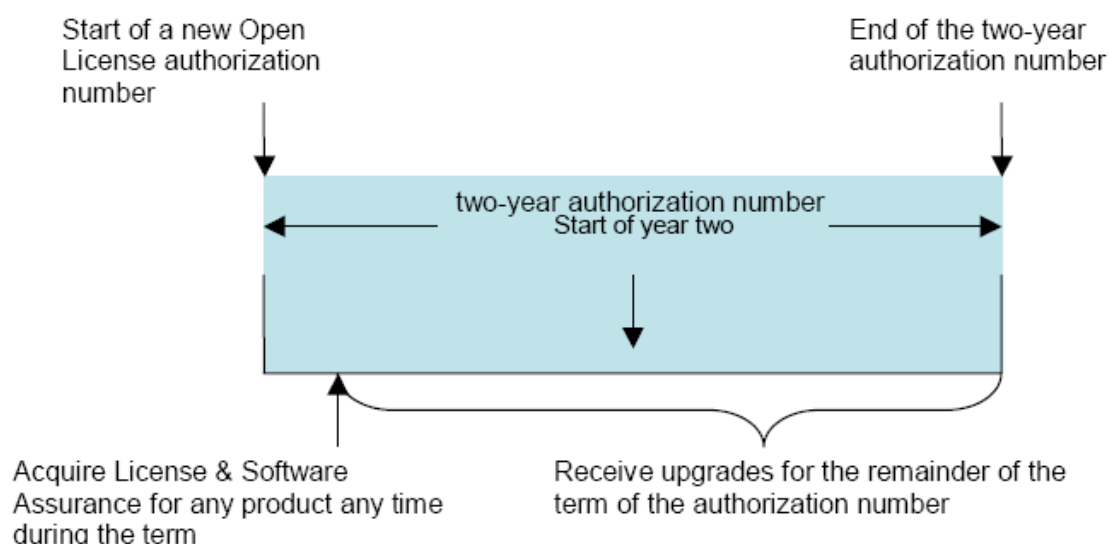 Start of a new Open
License authorization
number
End of the two-year
authorization number
two-year authorization number
Start of year two
Acquire License & Software
Assurance for any product any time
during the term
Receive upgrades for the remainder of the
term of the authorization number